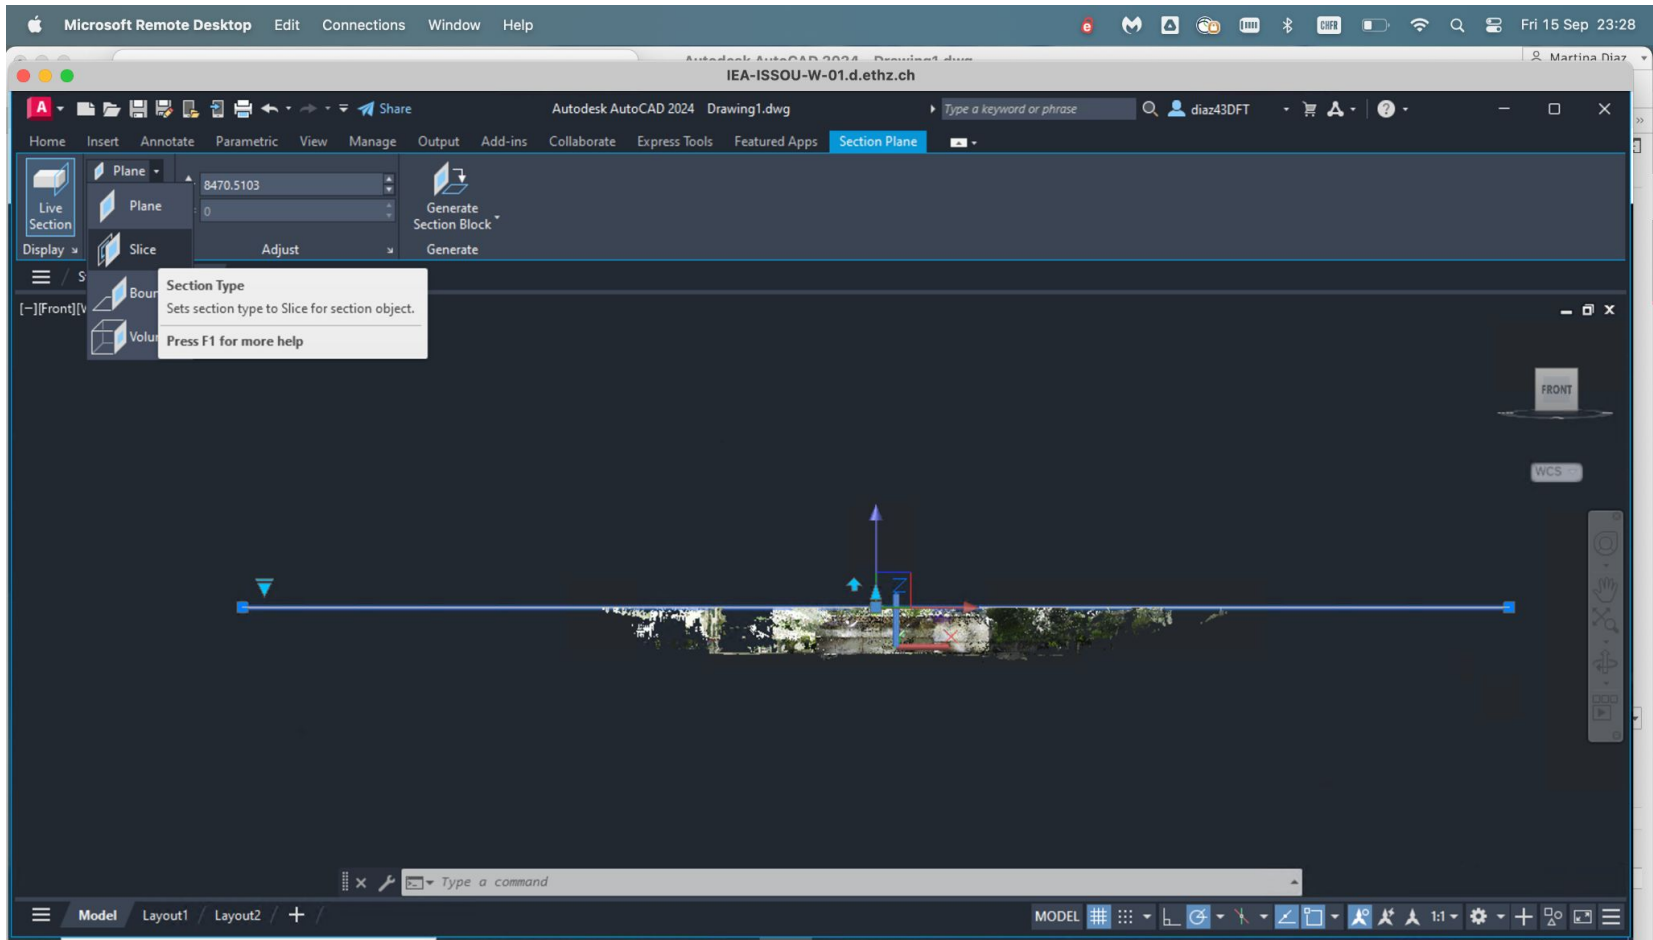 Microsoft Remote Desktop Edit Connections Window Help CHFR Fri 15 Sep 23:28
Martina Diaz
IEA-ISSOU-W-01.d.ethz.ch
A Share Autodesk AutoCAD 2024 Drawing1.dwg Type a keyword or phrase diaz43DFT
Home Insert Annotate Parametric View Manage Output Add-ins Collaborate Express Tools Featured Apps Section Plane
Plane
8470.5103
Live Section
Plane
0
Generate Section Block
Display
Slice
Adjust
Generate
Section Type
Sets section type to Slice for section object.
Press F1 for more help
[−][Front]
FRONT
WCS
Z
X
Type a command
Model Layout1 Layout2 MODEL 1:1